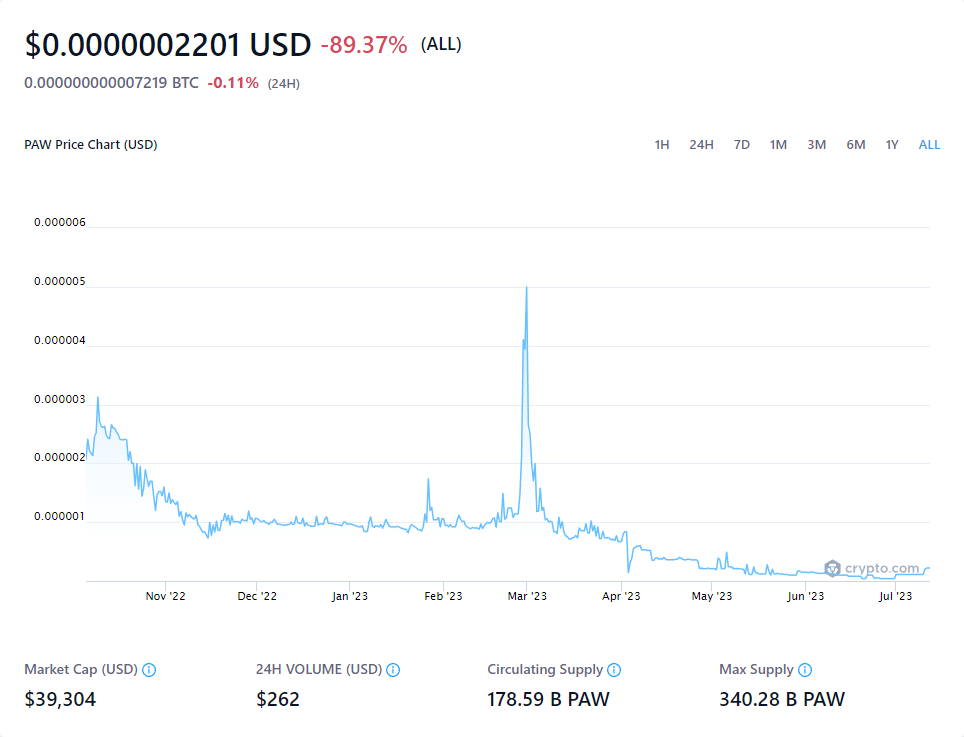 $0.0000002201 USD -89.37% (ALL)
0.000000000007219 BTC -0.11% (24H)
PAW Price Chart (USD) 1H 24H 7D 1M 3M 6M 1Y ALL
0.000006
0.000005
0.000004
0.000003
0.000002
0.000001
crypto.com
Nov '22 Dec '22 Jan '23 Feb '23 Mar '23 Apr '23 May '23 Jun '23 Jul '23
Market Cap (USD) 24H VOLUME (USD) Circulating Supply Max Supply
$39,304 $262 178.59 B PAW 340.28 B PAW